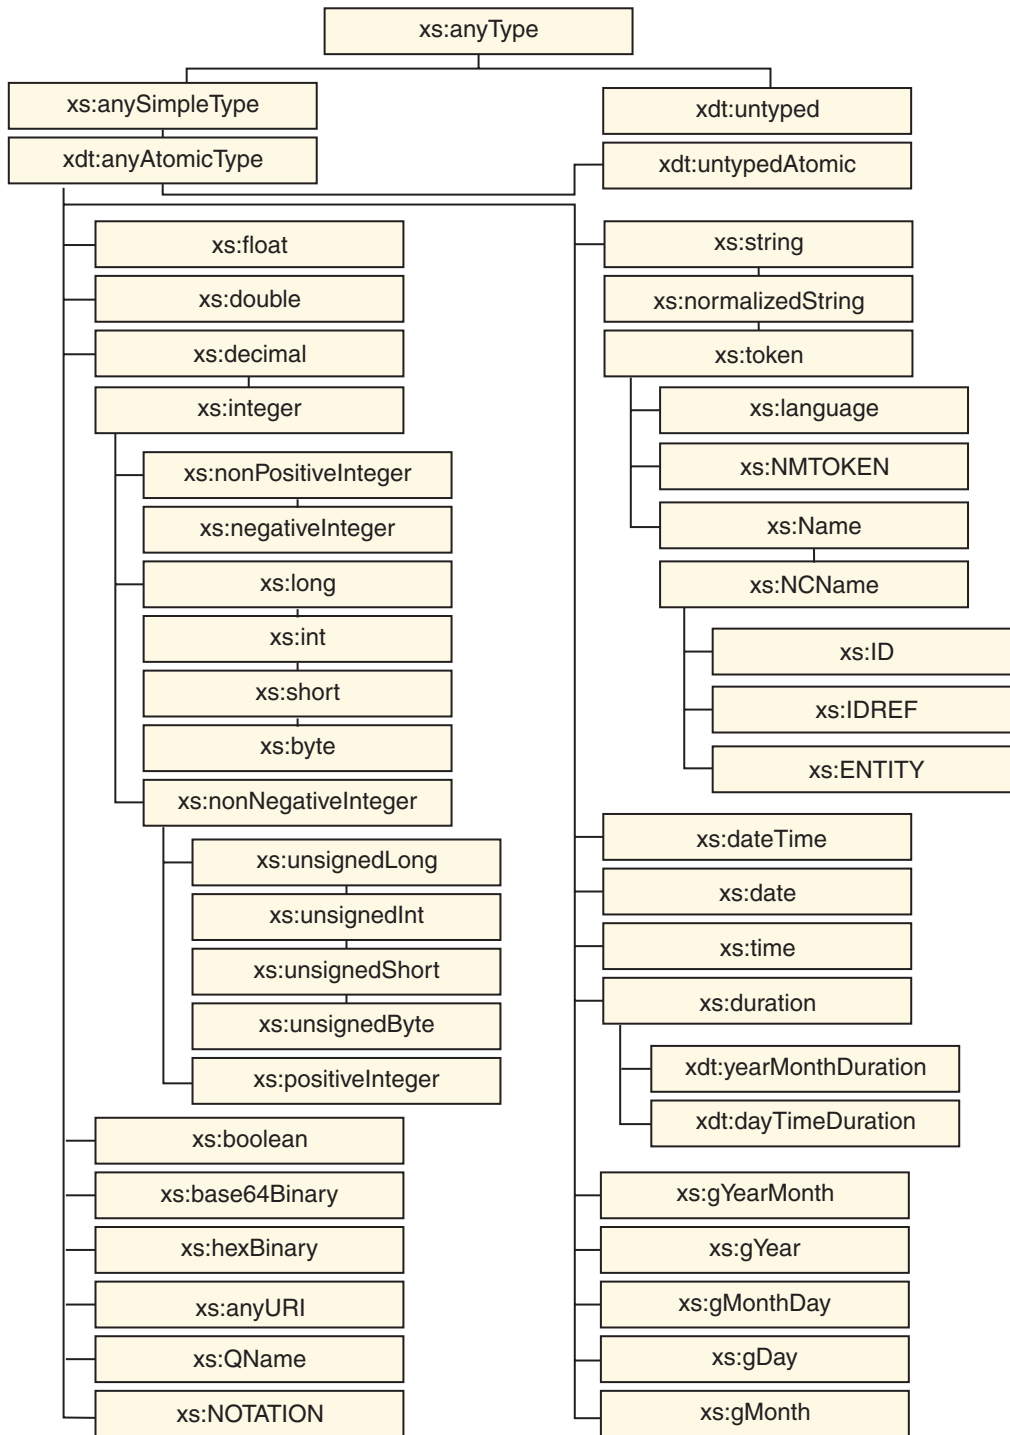 xs:anyType
xs:anySimpleType
xdt:untyped
xdt:anyAtomicType
xdt:untypedAtomic
xs:float
xs:double
xs:decimal
xs:integer
xs:nonPositiveInteger
xs:negativeInteger
xs:long
xs:int
xs:short
xs:byte
xs:nonNegativeInteger
xs:unsignedLong
xs:unsignedInt
xs:unsignedShort
xs:unsignedByte
xs:positiveInteger
xs:boolean
xs:base64Binary
xs:hexBinary
xs:anyURI
xs:QName
xs:NOTATION
xs:string
xs:normalizedString
xs:token
xs:language
xs:NMTOKEN
xs:Name
xs:NCName
xs:ID
xs:IDREF
xs:ENTITY
xs:dateTime
xs:date
xs:time
xs:duration
xdt:yearMonthDuration
xdt:dayTimeDuration
xs:gYearMonth
xs:gYear
xs:gMonthDay
xs:gDay
xs:gMonth